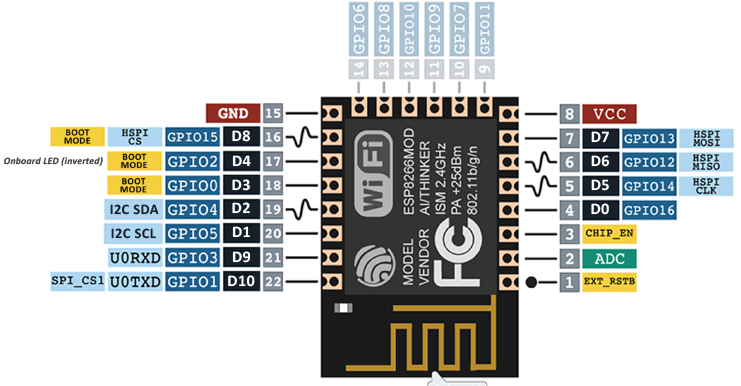 GPIO6 GPIO8 GPIO10 GPIO9 GPIO7 GPIO11
14 13 12 11 10 9
GND 15
BOOT MODE HSPI CS GPIO15 D8 16
Onboard LED (inverted) BOOT MODE GPIO2 D4 17
BOOT MODE GPIO0 D3 18
I2C SDA GPIO4 D2 19
I2C SCL GPIO5 D1 20
U0RXD GPIO3 D9 21
SPI_CS1 U0TXD GPIO1 D10 22
WiFi
ESP8266MOD
AI/THINKER
ISM 2.4GHz
PA +25dBm
802.11b/g/n
MODEL
VENDOR
FC
8 VCC
7 D7 GPIO13 HSPI MOSI
6 D6 GPIO12 HSPI MISO
5 D5 GPIO14 HSPI CLK
4 D0 GPIO16
3 CHIP_EN
2 ADC
1 EXT_RSTB